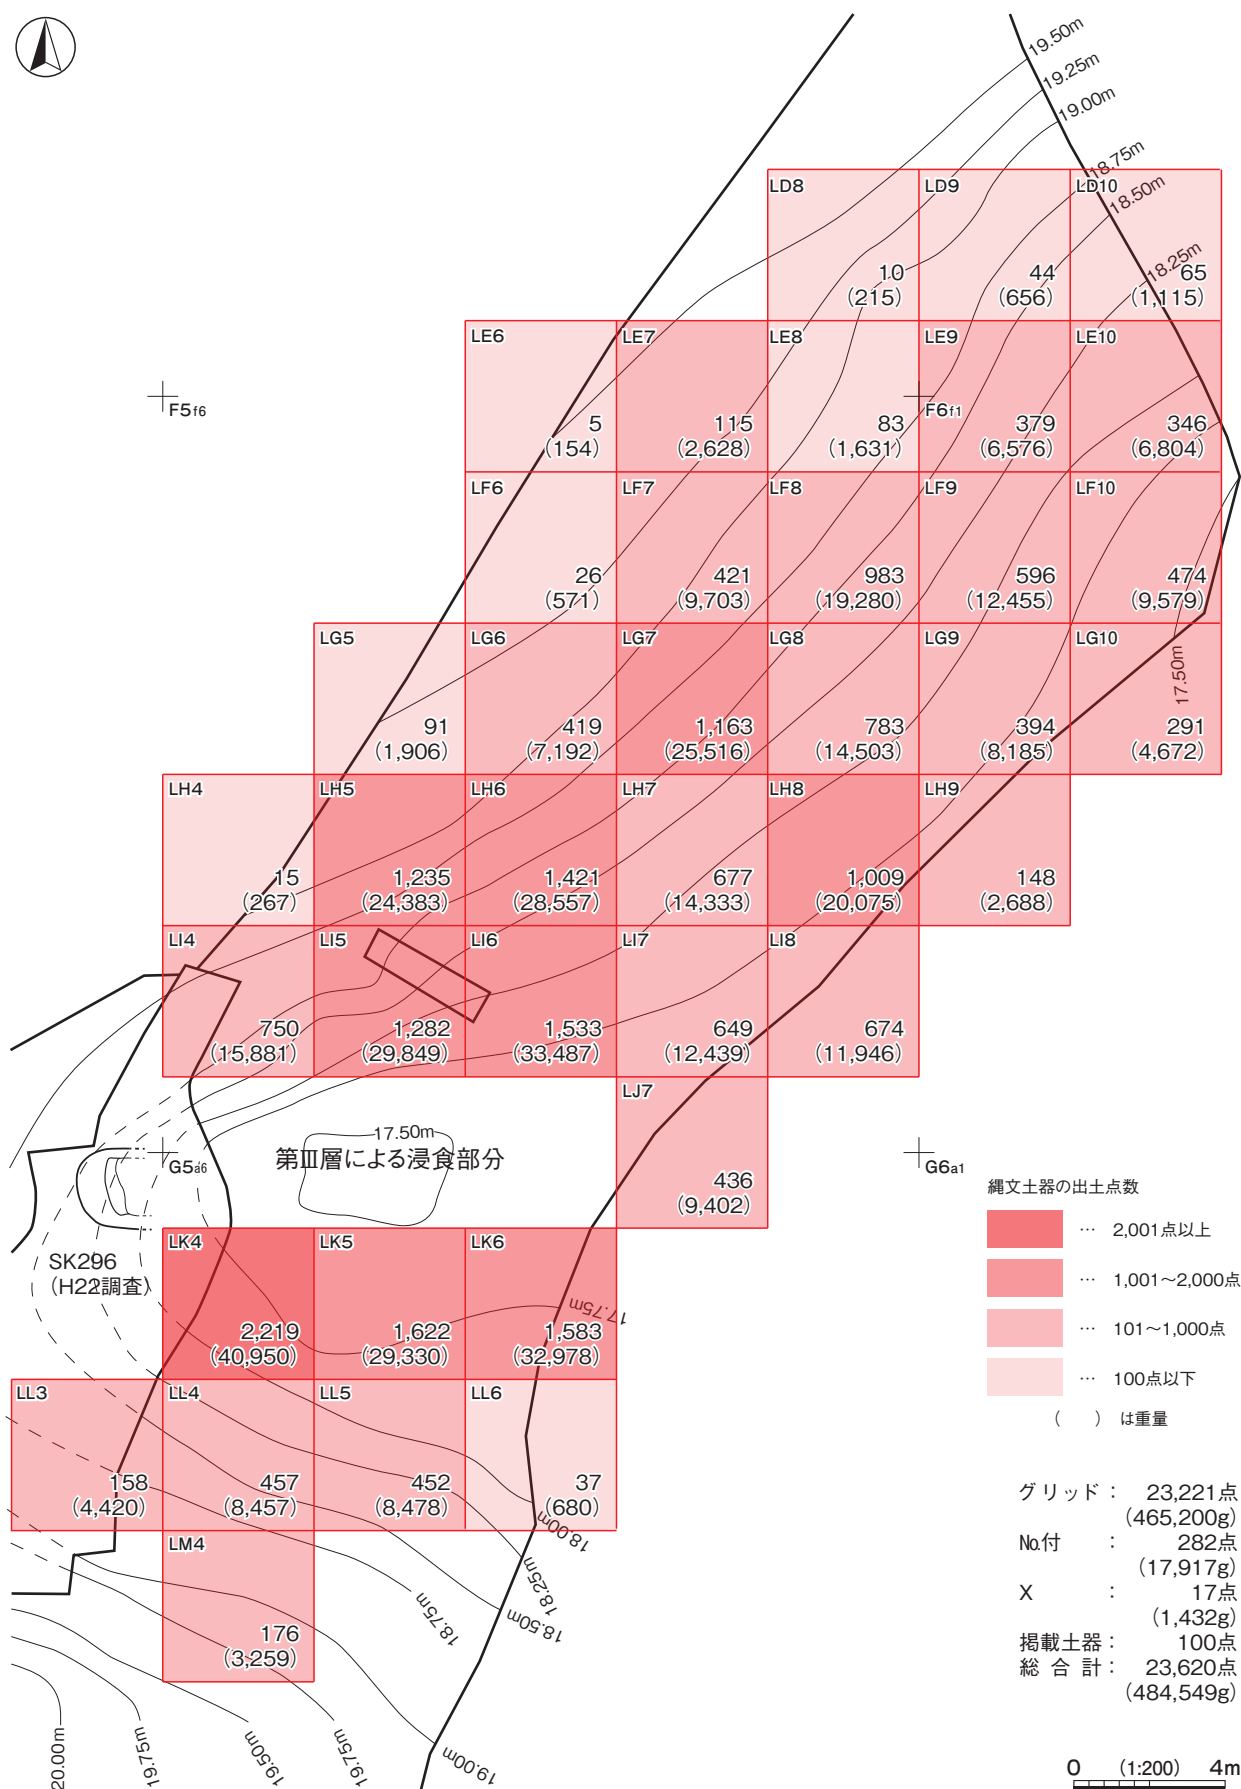 19.50m
19.25m
19.00m
18.75m
18.50m
18.25m
LD8
10
(215)
LD9
44
(656)
LD10
65
(1,115)
LE6
5
(154)
LE7
115
(2,628)
LE8
83
(1,631)
LE9
379
(6,576)
LE10
346
(6,804)
F5f6
F6f1
LF6
26
(571)
LF7
421
(9,703)
LF8
983
(19,280)
LF9
596
(12,455)
LF10
474
(9,579)
LG5
91
(1,906)
LG6
419
(7,192)
LG7
1,163
(25,516)
LG8
783
(14,503)
LG9
394
(8,185)
LG10
291
(4,672)
17.50m
LH4
15
(267)
LH5
1,235
(24,383)
LH6
1,421
(28,557)
LH7
677
(14,333)
LH8
1,009
(20,075)
LH9
148
(2,688)
LI4
750
(15,881)
LI5
1,282
(29,849)
LI6
1,533
(33,487)
LI7
649
(12,439)
LI8
674
(11,946)
LJ7
436
(9,402)
17.50m
第Ⅲ層による浸食部分
G5a6
G6a1
SK296
(H22調査)
LK4
2,219
(40,950)
LK5
1,622
(29,330)
LK6
1,583
(32,978)
17.75m
LL3
158
(4,420)
LL4
457
(8,457)
LL5
452
(8,478)
LL6
37
(680)
LM4
176
(3,259)
18.00m
18.25m
18.50m
18.75m
19.00m
19.75m
19.50m
19.75m
20.00m
縄文土器の出土点数
… 2,001点以上
… 1,001～2,000点
… 101～1,000点
… 100点以下
( ) は重量
グリッド： 23,221点
(465,200g)
№付 ： 282点
(17,917g)
X ： 17点
(1,432g)
掲載土器： 100点
総合計： 23,620点
(484,549g)
0 (1:200) 4m